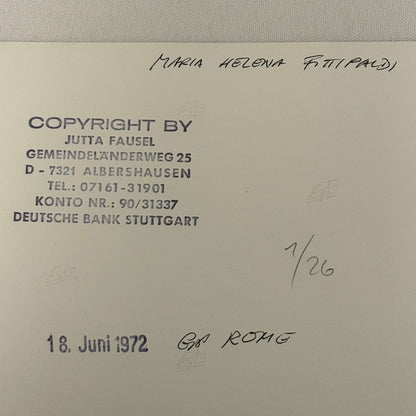 MARIA HELENA FITTIPALDI
COPYRIGHT BY
JUTTA FAUSEL
GEMEINDELÄNDERWEG 25
D - 7321 ALBERSHAUSEN
TEL.: 07161-31901
KONTO NR.: 90/31337
DEUTSCHE BANK STUTTGART
1/26
18. Juni 1972 GP ROME